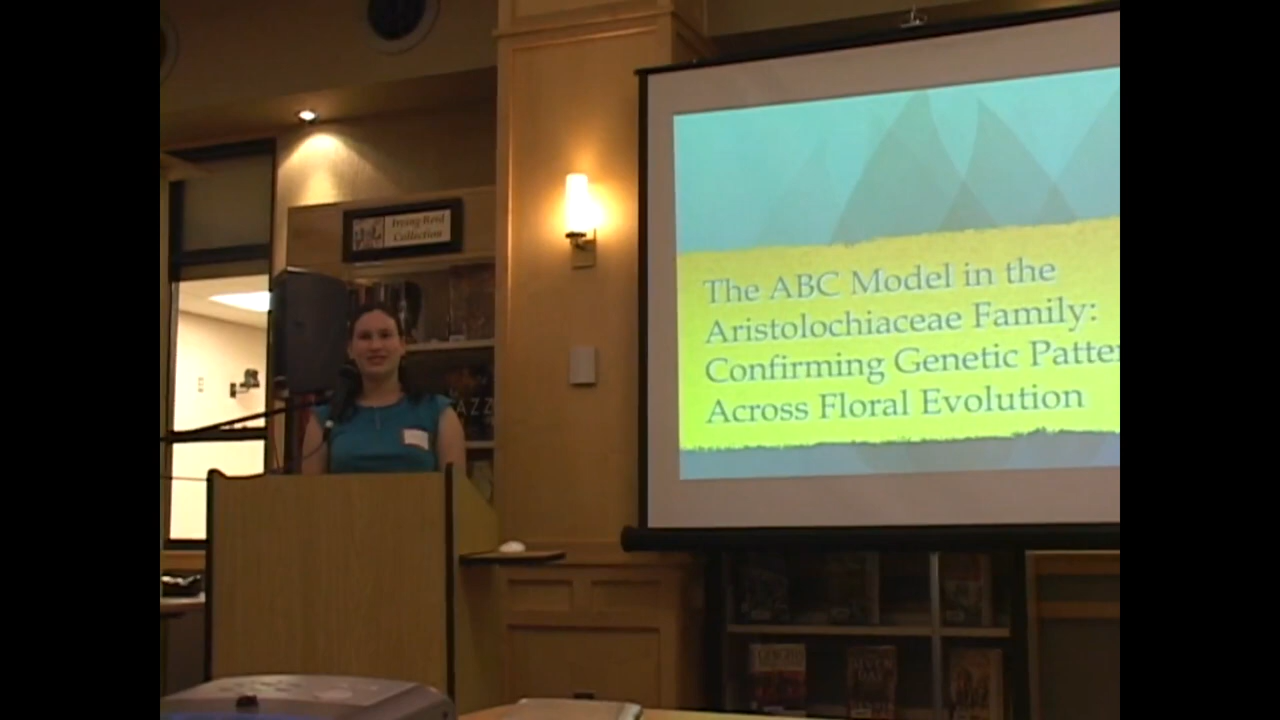 Irving Reid
Collection
The ABC Model in the
Aristolochiaceae Family:
Confirming Genetic Patter
Across Floral Evolution